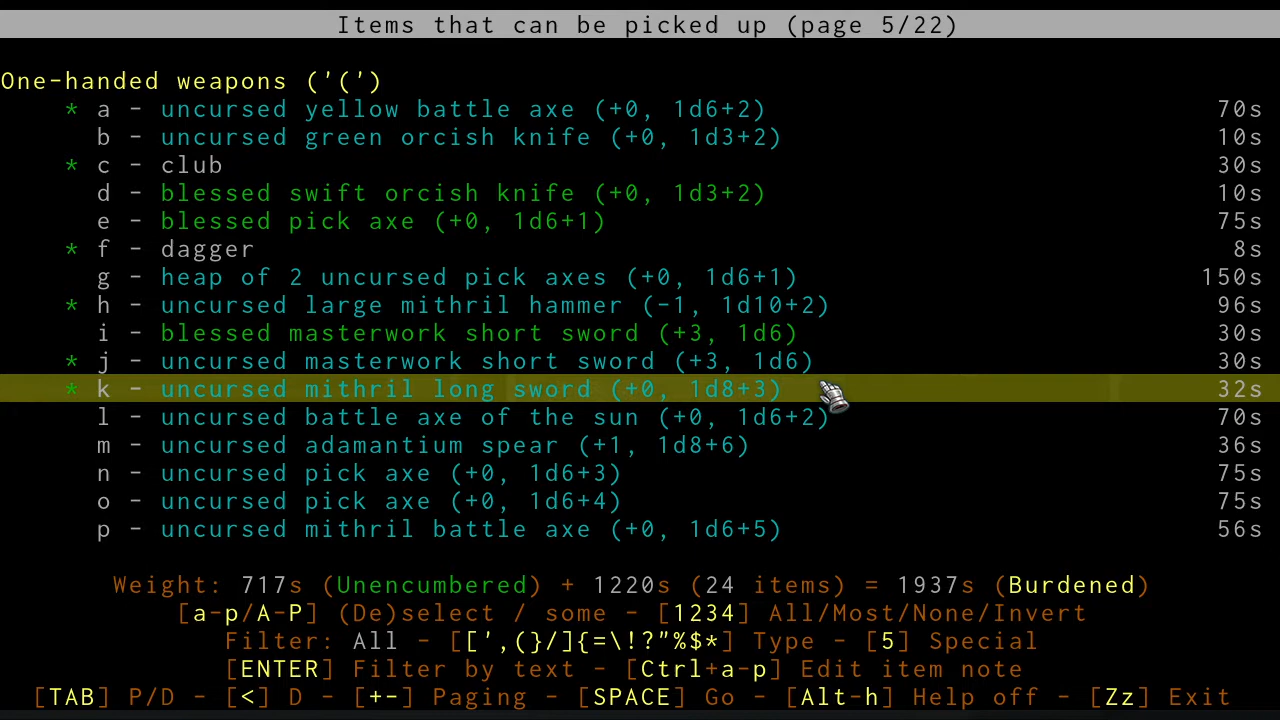 Items that can be picked up (page 5/22)
One-handed weapons ('(')
* a - uncursed yellow battle axe (+0, 1d6+2) 70s
b - uncursed green orcish knife (+0, 1d3+2) 10s
* c - club 30s
d - blessed swift orcish knife (+0, 1d3+2) 10s
e - blessed pick axe (+0, 1d6+1) 75s
* f - dagger 8s
g - heap of 2 uncursed pick axes (+0, 1d6+1) 150s
* h - uncursed large mithril hammer (-1, 1d10+2) 96s
i - blessed masterwork short sword (+3, 1d6) 30s
* j - uncursed masterwork short sword (+3, 1d6) 30s
* k - uncursed mithril long sword (+0, 1d8+3) 32s
l - uncursed battle axe of the sun (+0, 1d6+2) 70s
m - uncursed adamantium spear (+1, 1d8+6) 36s
n - uncursed pick axe (+0, 1d6+3) 75s
o - uncursed pick axe (+0, 1d6+4) 75s
p - uncursed mithril battle axe (+0, 1d6+5) 56s
Weight: 717s (Unencumbered) + 1220s (24 items) = 1937s (Burdened)
[a-p/A-P] (De)select / some - [1234] All/Most/None/Invert
Filter: All - [[',(}/]{=\!?"%$*] Type - [5] Special
[ENTER] Filter by text - [Ctrl+a-p] Edit item note
[TAB] P/D - [<] D - [+-] Paging - [SPACE] Go - [Alt-h] Help off - [Zz] Exit